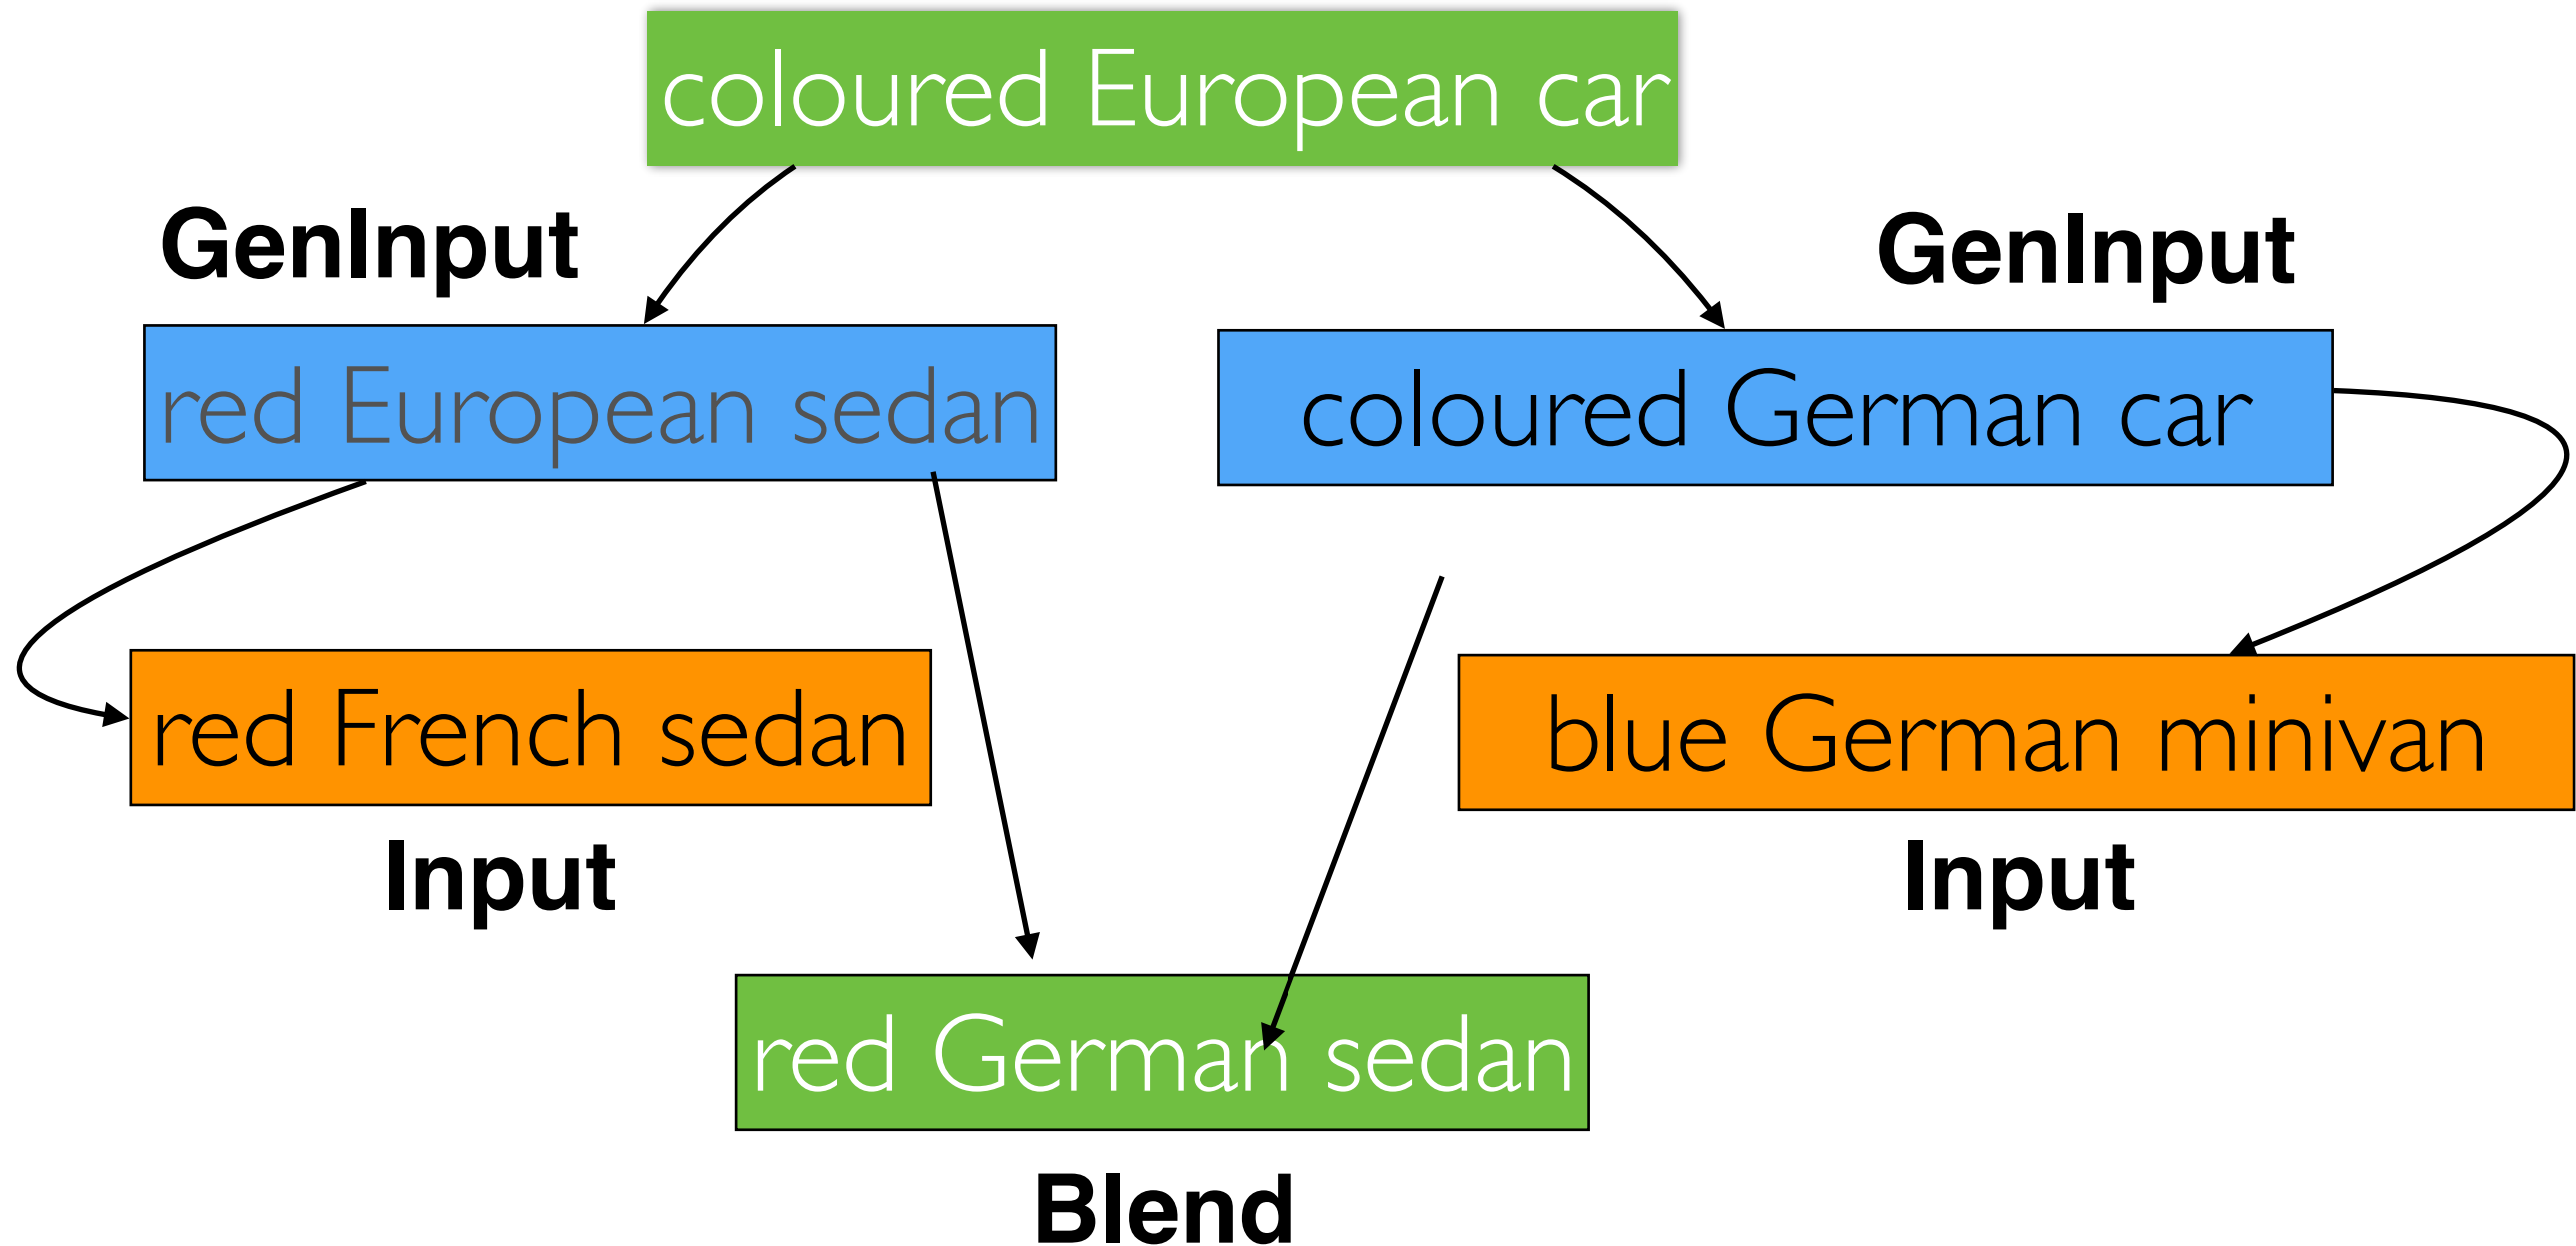 coloured European car
GenInput
GenInput
red European sedan
coloured German car
red French sedan
blue German minivan
Input
Input
red German sedan
Blend